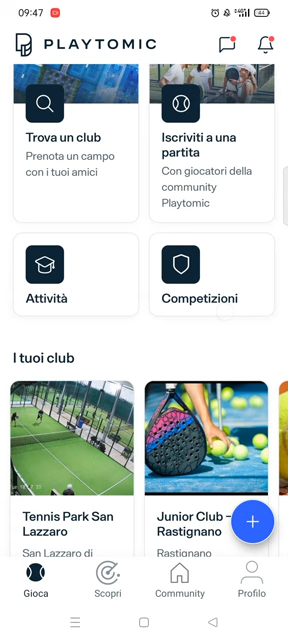 09:47
44
PLAYTOMIC
Trova un club
Prenota un campo
con i tuoi amici
Iscriviti a una
partita
Con giocatori della
community
Playtomic
Attività
Competizioni
I tuoi club
Tennis Park San
Lazzaro
San Lazzaro di
Junior Club –
Rastignano
Rastignano
Gioca
Scopri
Community
Profilo